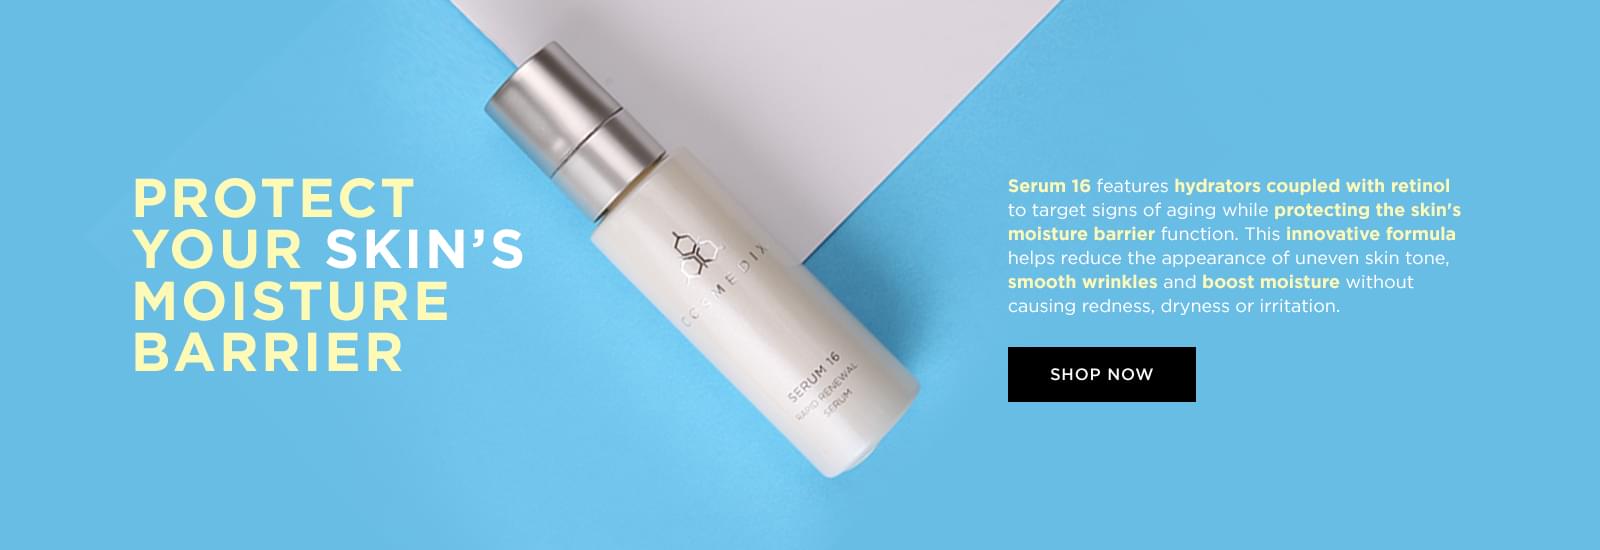 PROTECT
YOUR SKIN’S
MOISTURE
BARRIER
COSMEDIX
SERUM 16
RAPID RENEWAL
SERUM
Serum 16 features hydrators coupled with retinol
to target signs of aging while protecting the skin's
moisture barrier function. This innovative formula
helps reduce the appearance of uneven skin tone,
smooth wrinkles and boost moisture without
causing redness, dryness or irritation.
SHOP NOW